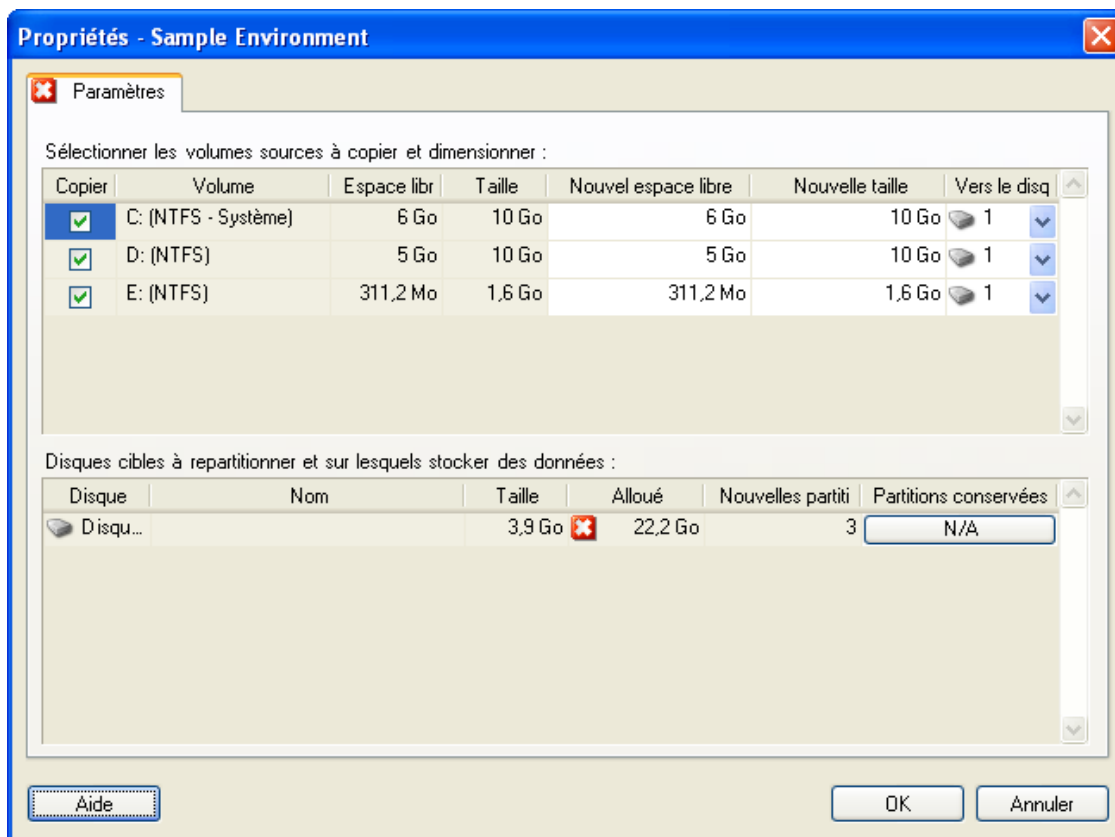 Propriétés - Sample Environment
Paramètres
Sélectionner les volumes sources à copier et dimensionner :
Copier Volume Espace libr Taille Nouvel espace libre Nouvelle taille Vers le disq
C: (NTFS - Système) 6 Go 10 Go 6 Go 10 Go 1
D: (NTFS) 5 Go 10 Go 5 Go 10 Go 1
E: (NTFS) 311,2 Mo 1,6 Go 311,2 Mo 1,6 Go 1
Disques cibles à repartitionner et sur lesquels stocker des données :
Disque Nom Taille Alloué Nouvelles partiti Partitions conservées
Disqu... 3,9 Go 22,2 Go 3 N/A
Aide OK Annuler